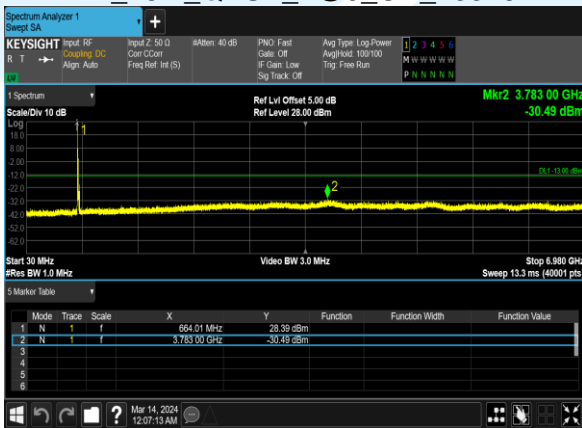 Spectrum Analyzer 1
Swept SA
KEYSIGHT Input: RF Input Z: 50 Ω #Atten: 40 dB PNO: Fast Avg Type: Log-Power 1 2 3 4 5 6
R T Coupling: DC Corr CCorr Gate: Off Avg|Hold: 100/100 M W W W W W
Align: Auto Freq Ref: Int (S) IF Gain: Low Trig: Free Run
LXI Sig Track: Off P N N N N N
1 Spectrum Ref Lvl Offset 5.00 dB Mkr2 3.783 00 GHz
Scale/Div 10 dB Ref Level 28.00 dBm -30.49 dBm
Log
18.0 1
8.00
-2.00
-12.0 DL1 -13.00 dBm
-22.0 2
-32.0
-42.0
-52.0
-62.0
Start 30 MHz Video BW 3.0 MHz Stop 6.980 GHz
#Res BW 1.0 MHz Sweep 13.3 ms (40001 pts
5 Marker Table
Mode Trace Scale X Y Function Function Width Function Value
1 N 1 f 664.01 MHz 28.39 dBm
2 N 1 f 3.783 00 GHz -30.49 dBm
3
4
5
6
? Mar 14, 2024
12:07:13 AM